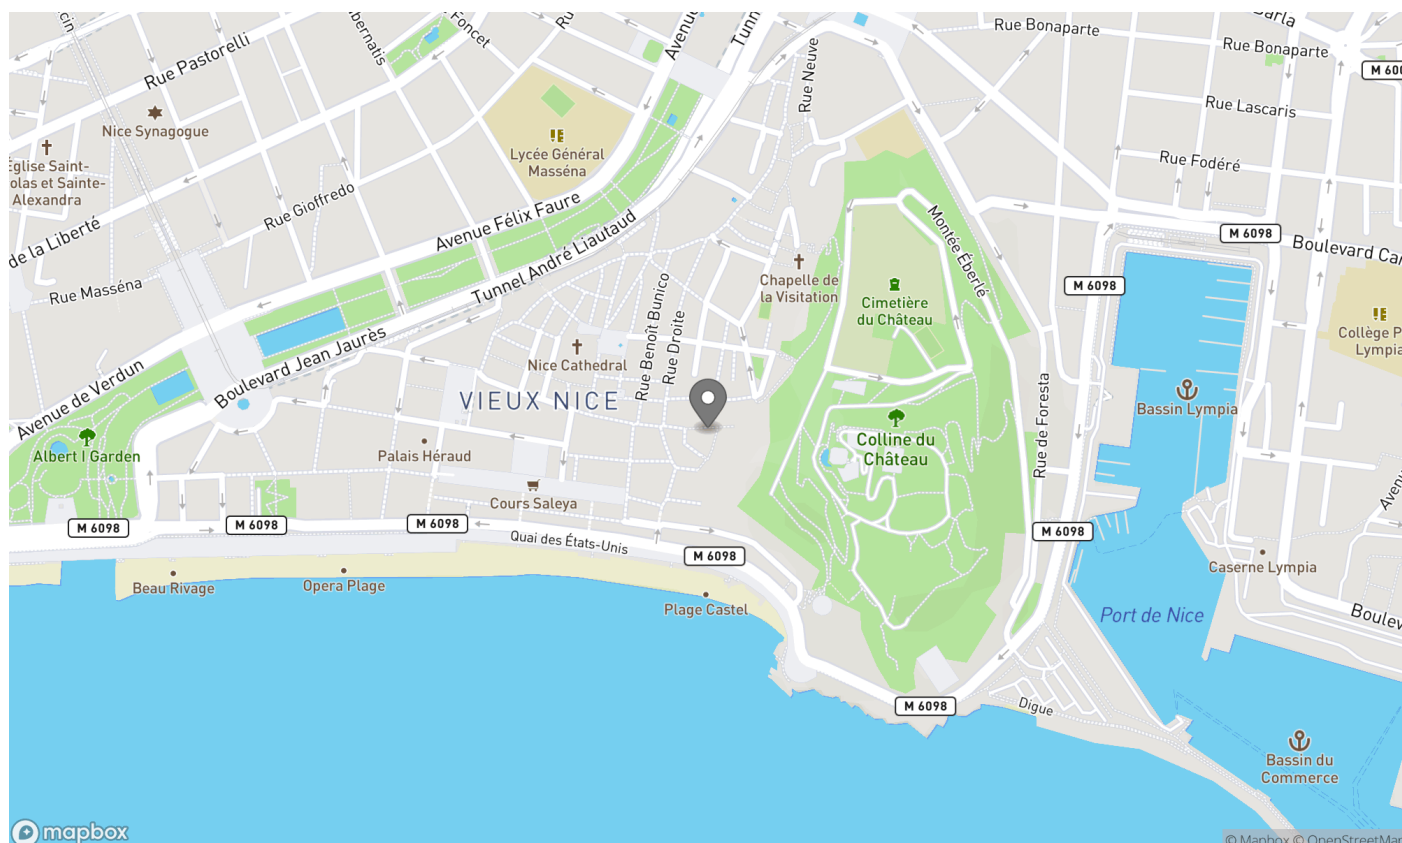 Rue Bonaparte
Rue Bonaparte
Rue Pastorelli
Rue Neuve
M 600
Rue Lascaris
Nice Synagogue
Rue Fodéré
Lycée Général
Masséna
Église Saint-
olas et Sainte-
Alexandra
Rue Gioffredo
Avenue Félix Faure
de la Liberté
Tunnel André Liautaud
Montée Éberlé
M 6098
Boulevard Car
Rue Masséna
Chapelle de
la Visitation
M 6098
Cimetière
du Château
Rue Benoît Bunico
Rue Droite
Collège P
Lympia
Boulevard Jean Jaurès
Nice Cathedral
Avenue de Verdun
VIEUX NICE
Bassin Lympia
Rue de Foresta
Colline du
Château
Albert I Garden
Palais Héraud
Cours Saleya
Avenu
M 6098
M 6098
M 6098
M 6098
Quai des États-Unis
M 6098
Caserne Lympia
Beau Rivage
Opera Plage
Plage Castel
Port de Nice
Boulev
M 6098
Digue
Bassin du
Commerce
mapbox
© Mapbox © OpenStreetMap